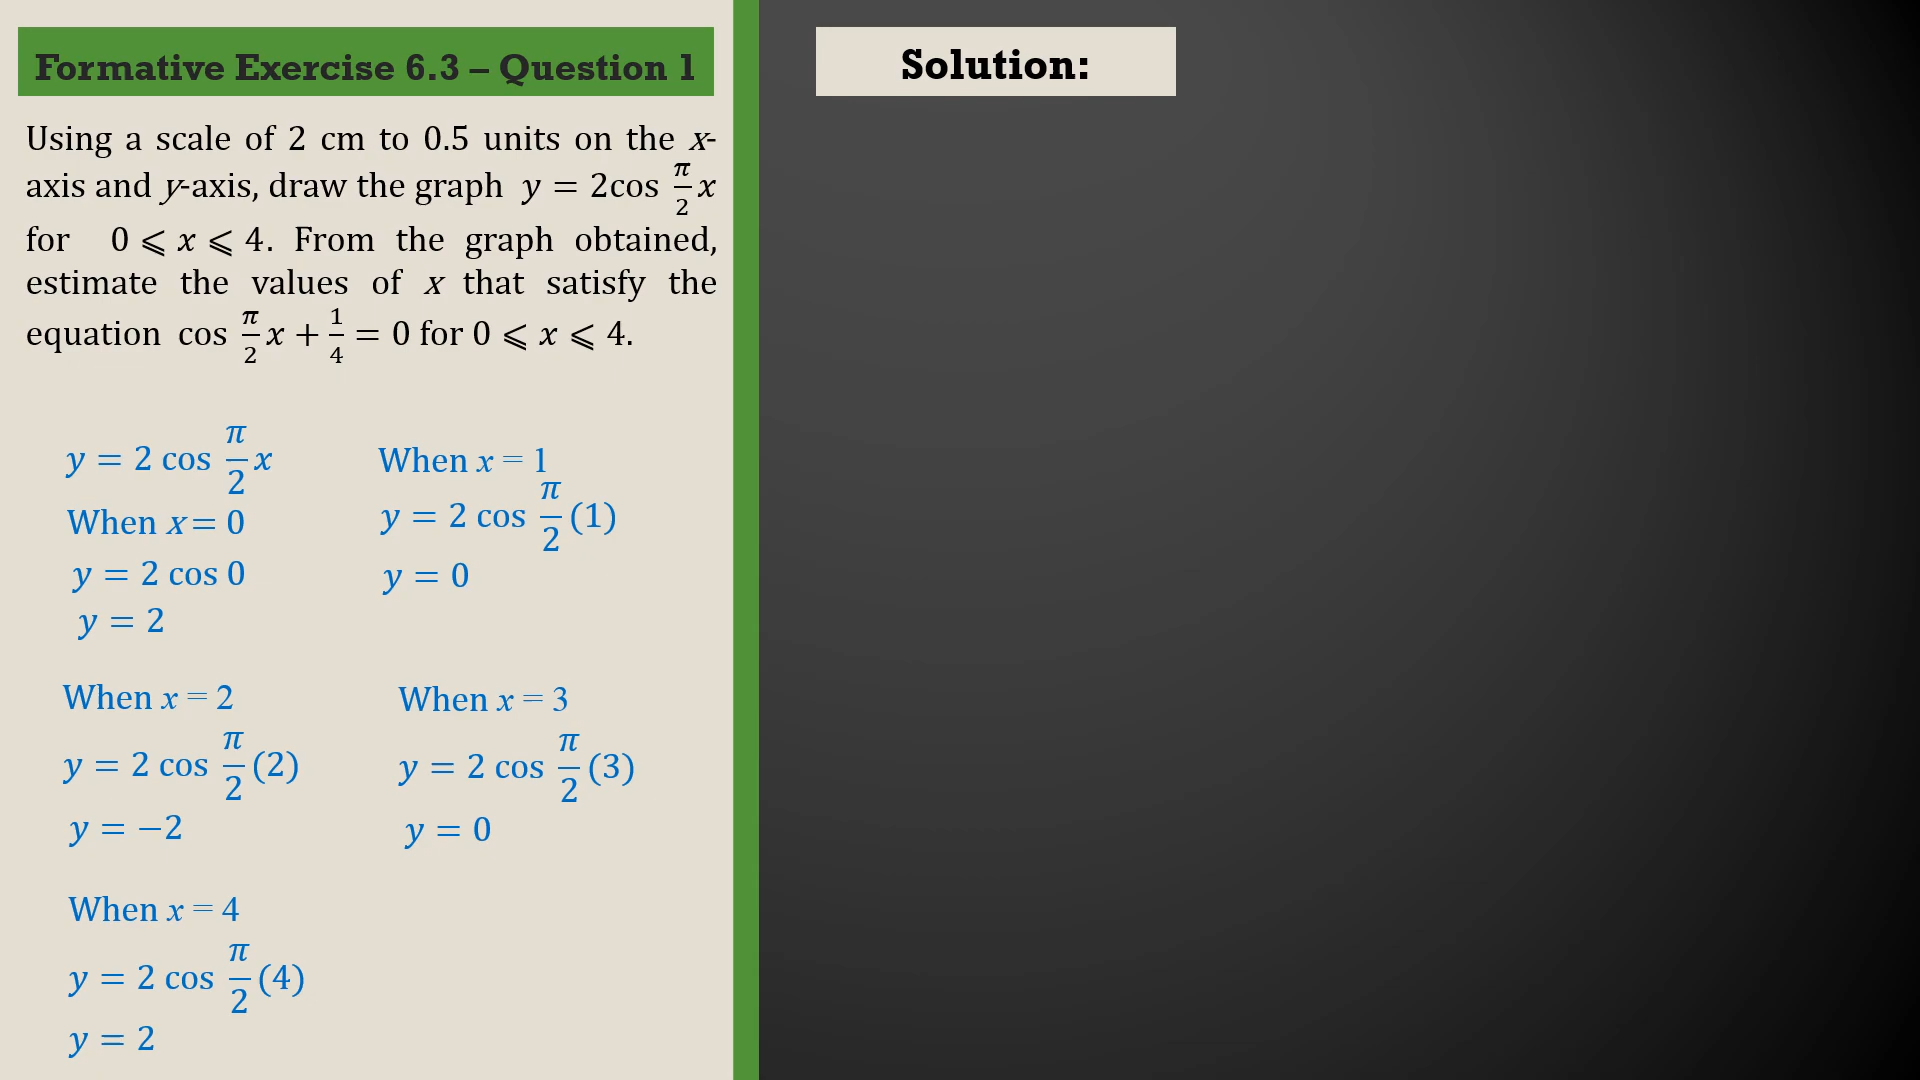 Formative Exercise 6.3 – Question 1
Using a scale of 2 cm to 0.5 units on the x-
axis and y-axis, draw the graph y = 2cos π/2 x
for 0 ⩽ x ⩽ 4. From the graph obtained,
estimate the values of x that satisfy the
equation cos π/2 x + 1/4 = 0 for 0 ⩽ x ⩽ 4.
y = 2 cos π/2 x
When x = 0
y = 2 cos 0
y = 2
When x = 1
y = 2 cos π/2 (1)
y = 0
When x = 2
y = 2 cos π/2 (2)
y = −2
When x = 3
y = 2 cos π/2 (3)
y = 0
When x = 4
y = 2 cos π/2 (4)
y = 2
Solution: